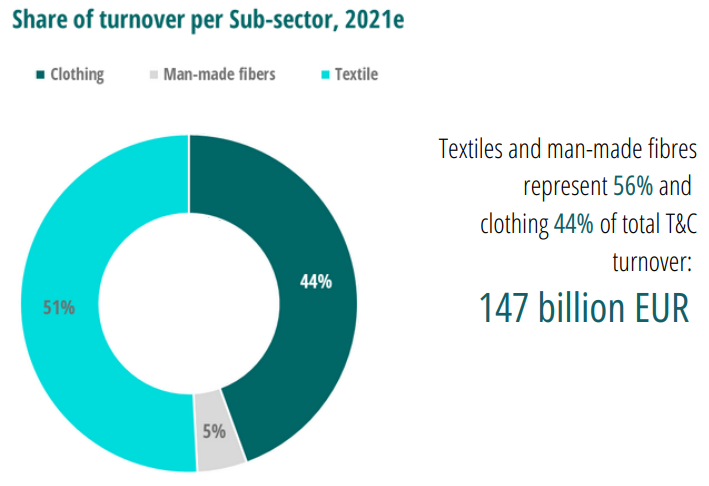 Share of turnover per Sub-sector, 2021e
Clothing
Man-made fibers
Textile
44%
51%
5%
Textiles and man-made fibres
represent 56% and
clothing 44% of total T&C
turnover:
147 billion EUR